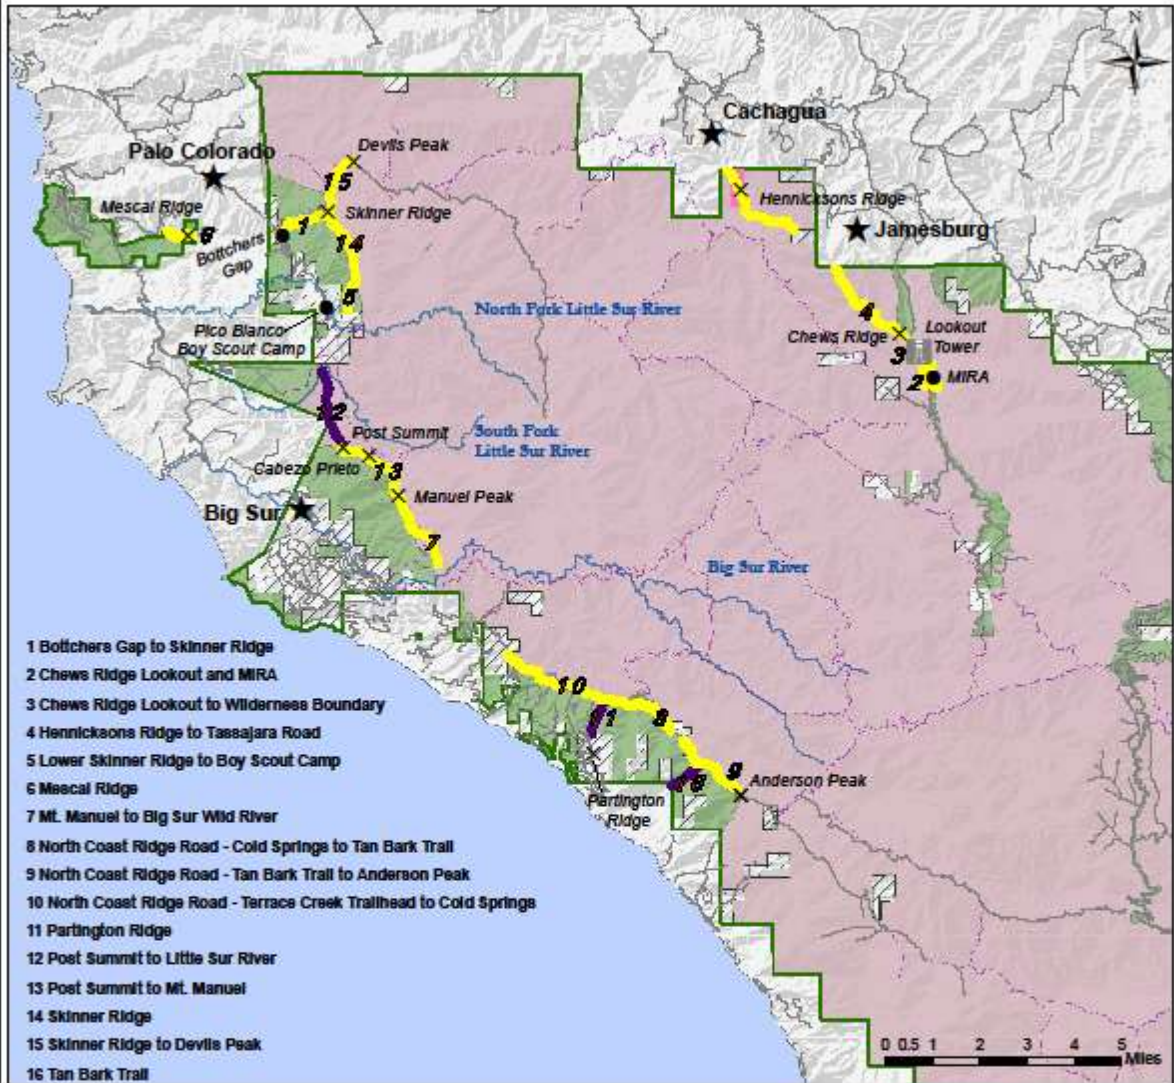 N
Cachagua
Palo Colorado
Devils Peak
15
Hennicksons Ridge
Mescal Ridge
Skinner Ridge
6
1
Bottchers
Gap
14
Jamesburg
5
North Fork Little Sur River
4
Pico Blanco
Boy Scout Camp
Chews Ridge
Lookout
Tower
3
2
MIRA
12
Post Summit
South Fork
Little Sur River
Cabezo Prieto
13
Manuel Peak
Big Sur
7
Big Sur River
1 Bottchers Gap to Skinner Ridge
2 Chews Ridge Lookout and MIRA
3 Chews Ridge Lookout to Wilderness Boundary
4 Hennicksons Ridge to Tassajara Road
5 Lower Skinner Ridge to Boy Scout Camp
6 Mescal Ridge
7 Mt. Manuel to Big Sur Wild River
8 North Coast Ridge Road - Cold Springs to Tan Bark Trail
9 North Coast Ridge Road - Tan Bark Trail to Anderson Peak
10 North Coast Ridge Road - Terrace Creek Trailhead to Cold Springs
11 Partington Ridge
12 Post Summit to Little Sur River
13 Post Summit to Mt. Manuel
14 Skinner Ridge
15 Skinner Ridge to Devils Peak
16 Tan Bark Trail
10
8
9
Anderson Peak
Partington
Ridge
0 0.5 1 2 3 4 5
Miles